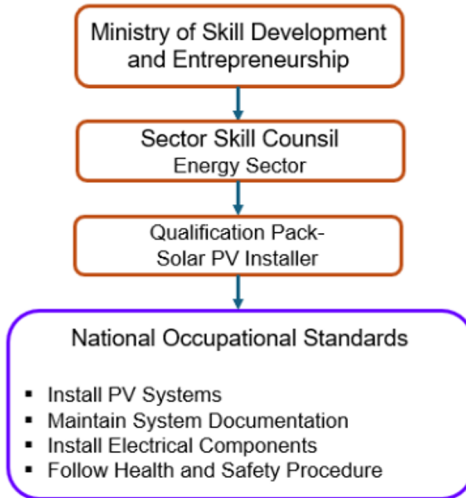 Ministry of Skill Development
and Entrepreneurship
Sector Skill Counsil
Energy Sector
Qualification Pack-
Solar PV Installer
National Occupational Standards
▪ Install PV Systems
▪ Maintain System Documentation
▪ Install Electrical Components
▪ Follow Health and Safety Procedure